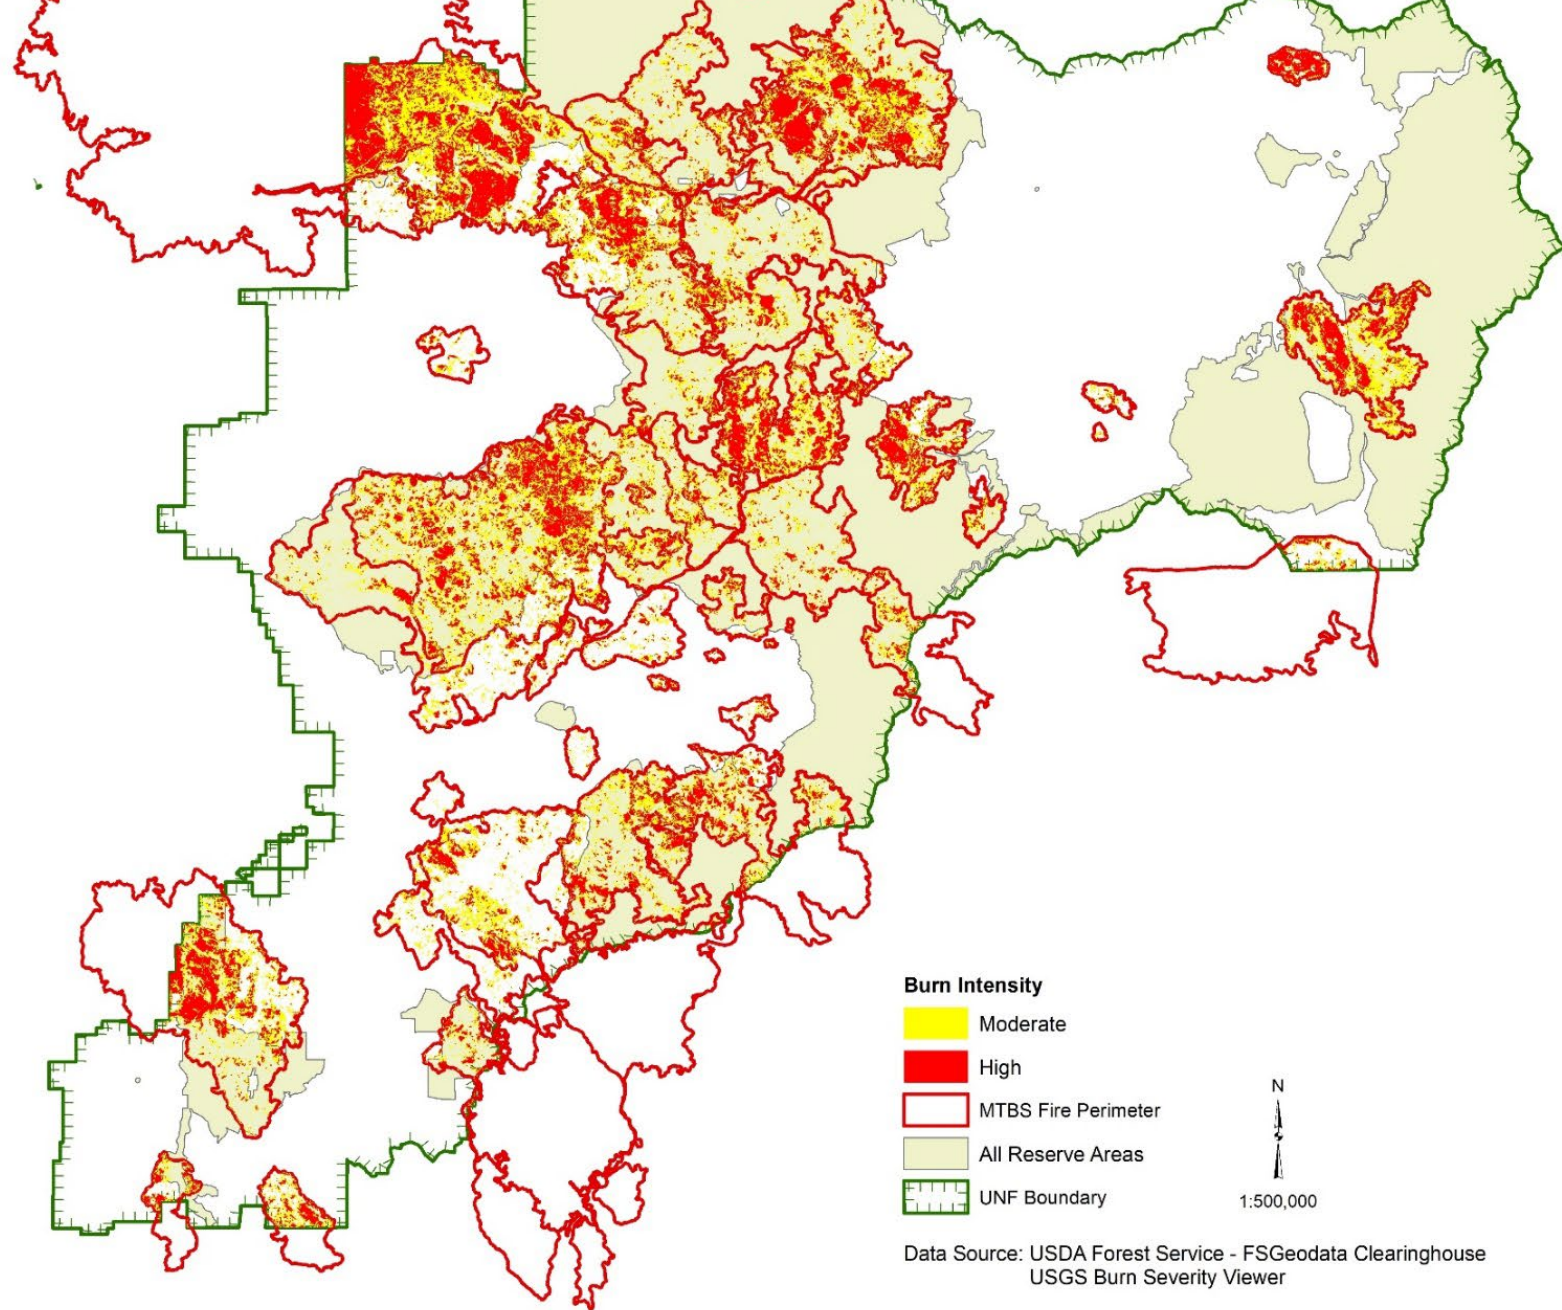 Burn Intensity
Moderate
High
MTBS Fire Perimeter
All Reserve Areas
UNF Boundary
N
1:500,000
Data Source: USDA Forest Service - FSGeodata Clearinghouse
USGS Burn Severity Viewer